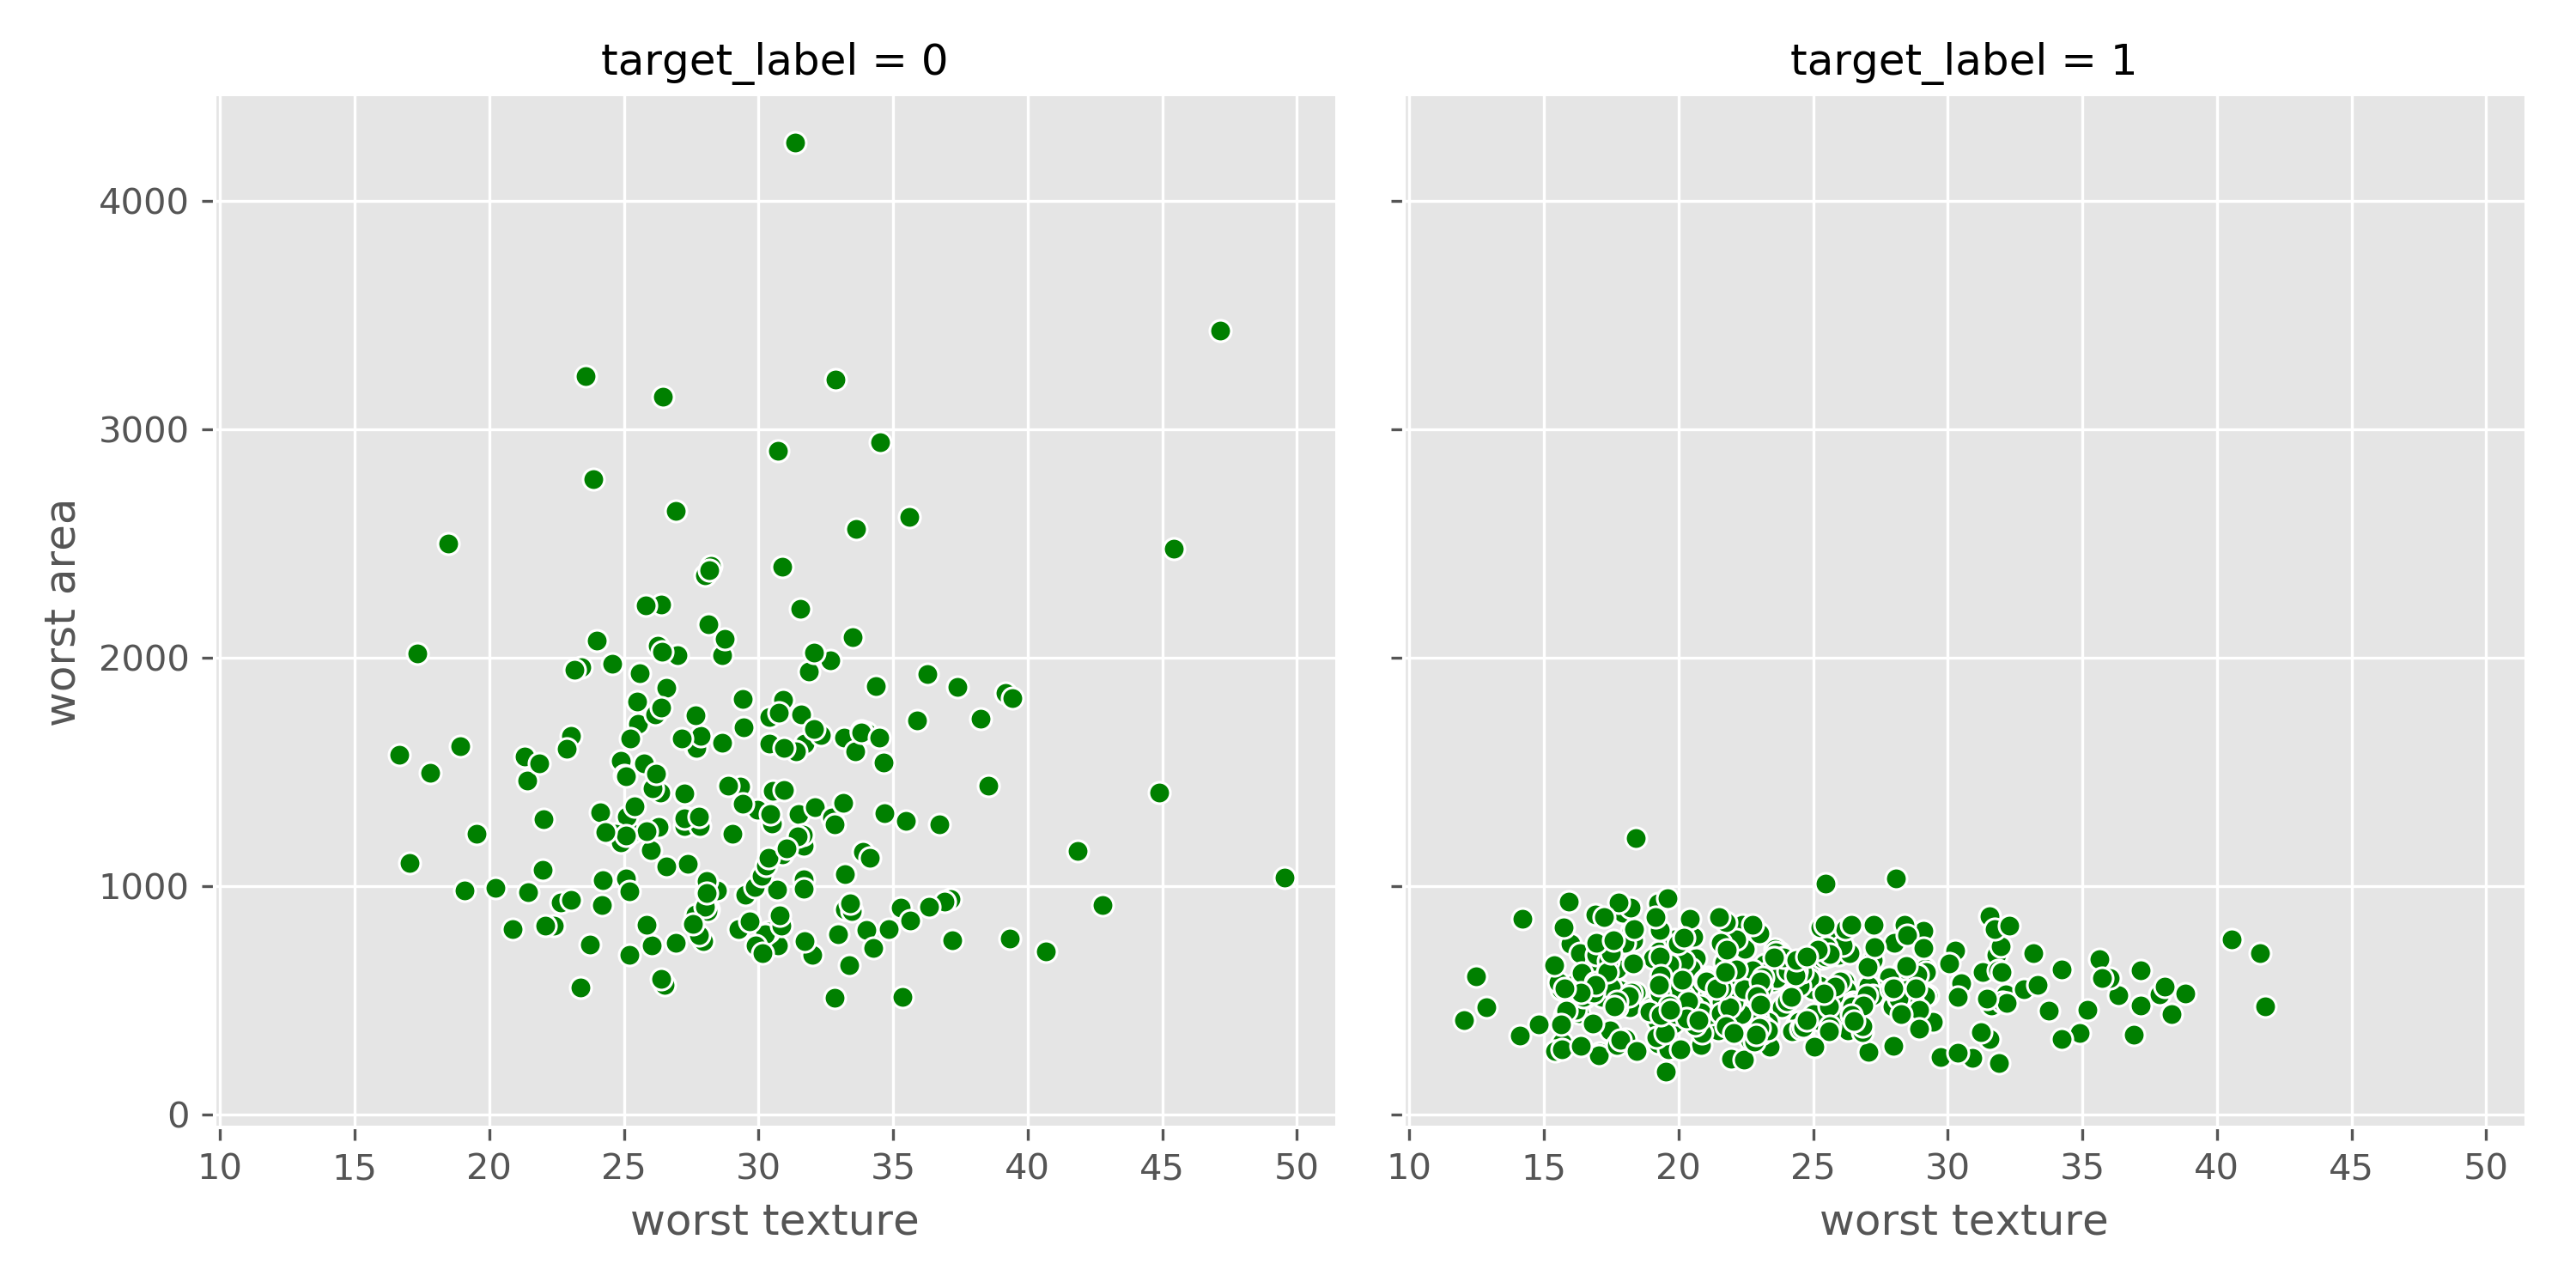 target_label = 0
target_label = 1
4000
3000
2000
1000
0
worst area
10 15 20 25 30 35 40 45 50
10 15 20 25 30 35 40 45 50
worst texture
worst texture